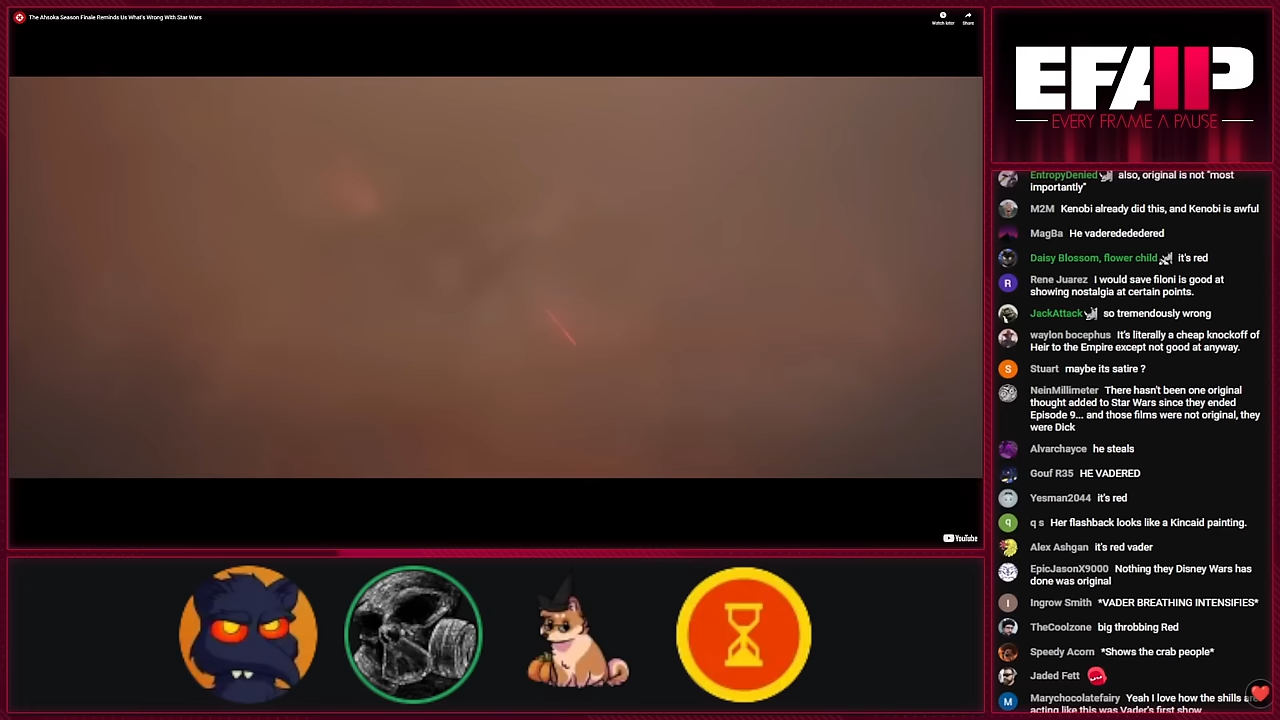 The Ahsoka Season Finale Reminds Us What's Wrong With Star Wars
Watch later
Share
YouTube
EFAP
EVERY FRAME A PAUSE
EntropyDenied also, original is not "most
importantly"
M2M Kenobi already did this, and Kenobi is awful
MagBa He vaderedededered
Daisy Blossom, flower child it's red
R
Rene Juarez I would save filoni is good at
showing nostalgia at certain points.
JackAttack so tremendously wrong
waylon bocephus It's literally a cheap knockoff of
Heir to the Empire except not good at anyway.
S
Stuart maybe its satire ?
NeinMillimeter There hasn't been one original
thought added to Star Wars since they ended
Episode 9... and those films were not original, they
were Dick
Alvarchayce he steals
Gouf R35 HE VADERED
Yesman2044 it's red
q
q s Her flashback looks like a Kincaid painting.
Alex Ashgan it's red vader
EpicJasonX9000 Nothing they Disney Wars has
done was original
I
Ingrow Smith *VADER BREATHING INTENSIFIES*
TheCoolzone big throbbing Red
Speedy Acorn *Shows the crab people*
Jaded Fett
M
Marychocolatefairy Yeah I love how the shills are
acting like this was Vader's first show